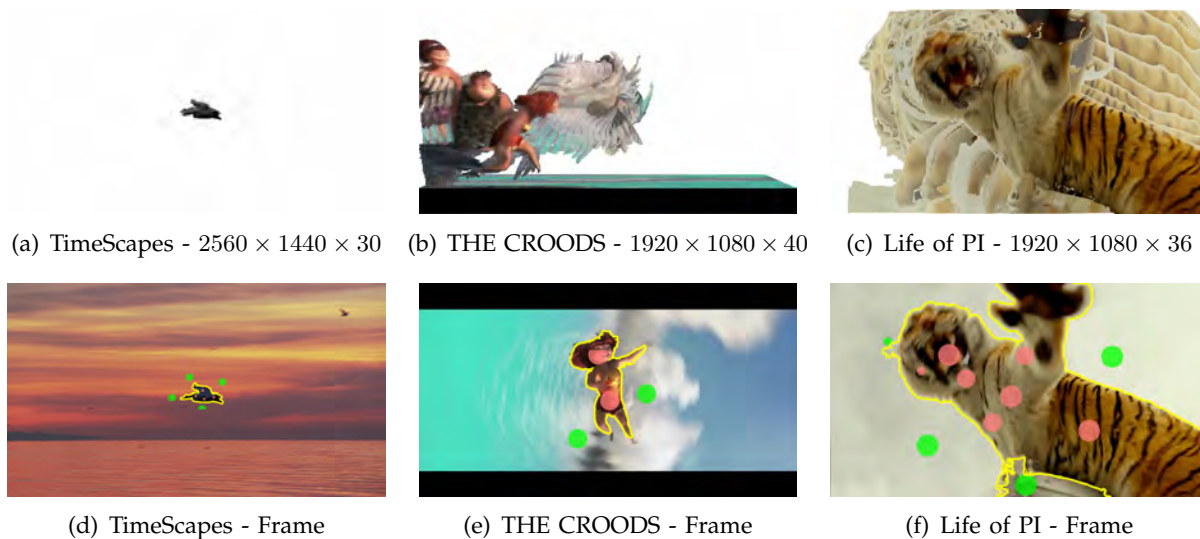 (a) TimeScapes - 2560 × 1440 × 30
(b) THE CROODS - 1920 × 1080 × 40
(c) Life of PI - 1920 × 1080 × 36
(d) TimeScapes - Frame
(e) THE CROODS - Frame
(f) Life of PI - Frame